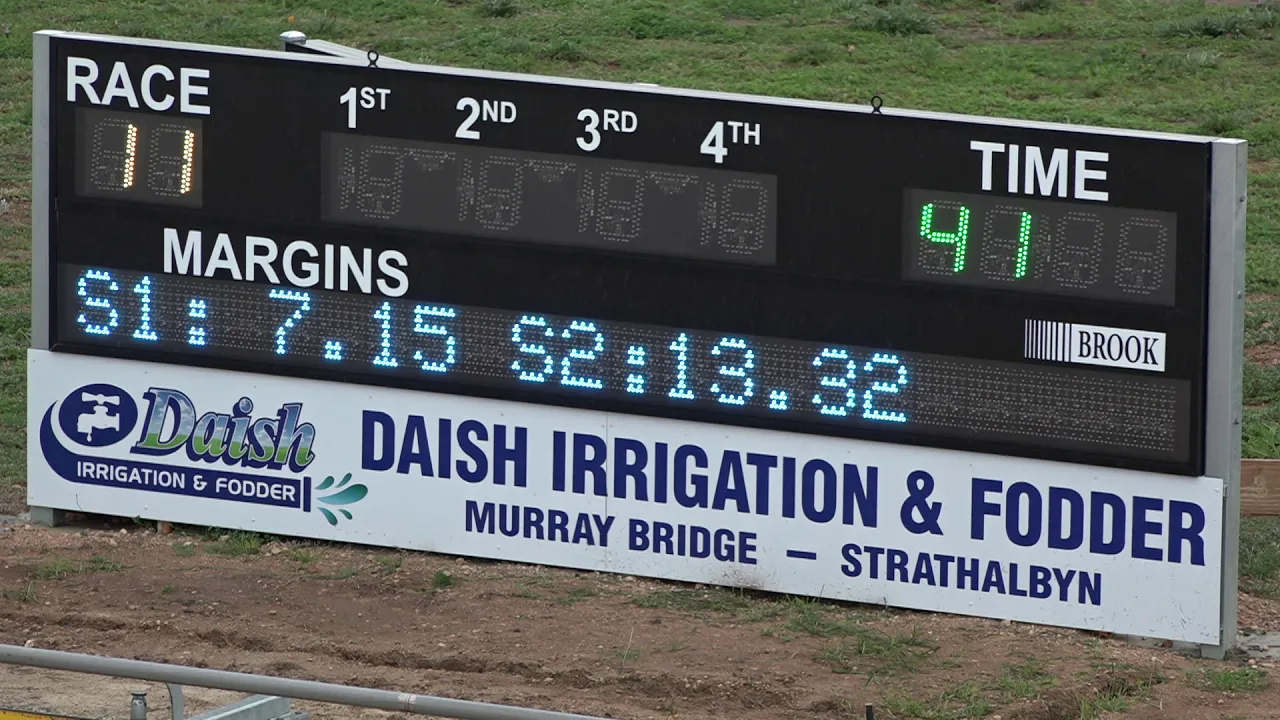 RACE 1ST 2ND 3RD 4TH TIME
11 41
MARGINS
S1: 7.15 S2:13.32
BROOK
Daish
IRRIGATION & FODDER
DAISH IRRIGATION & FODDER
MURRAY BRIDGE – STRATHALBYN